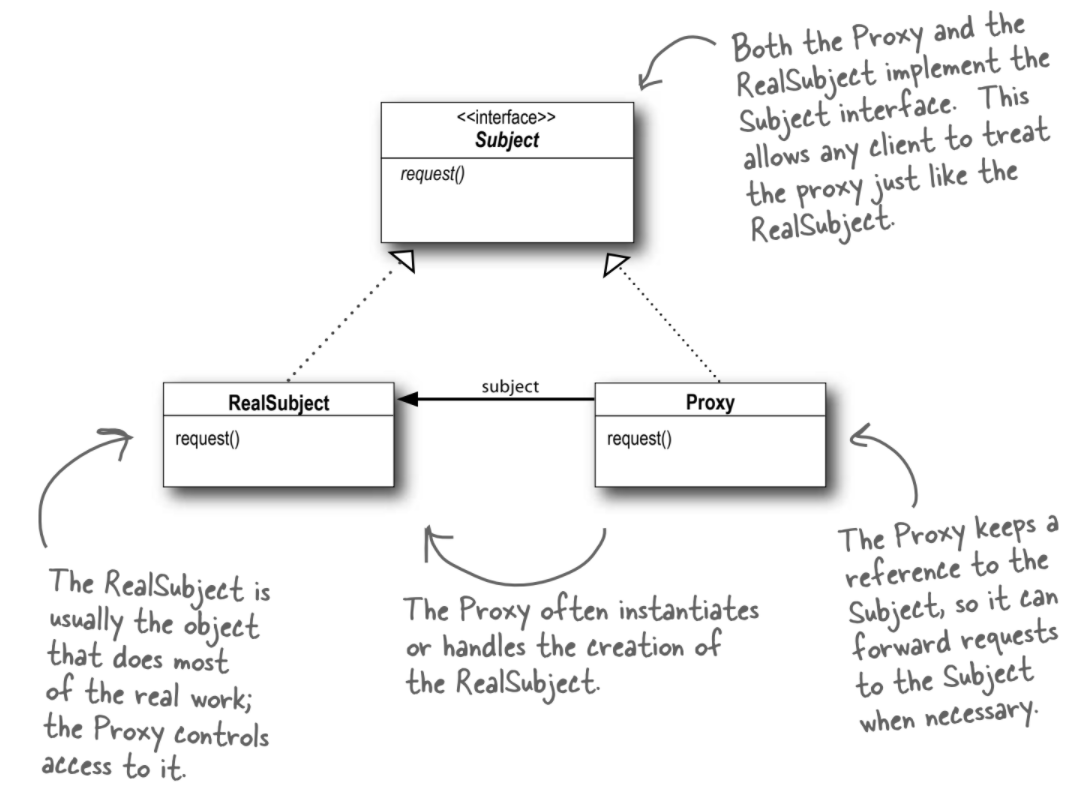 Both the Proxy and the
RealSubject implement the
Subject interface. This
allows any client to treat
the proxy just like the
RealSubject.
<<interface>>
Subject
request()
subject
RealSubject
request()
Proxy
request()
The RealSubject is
usually the object
that does most
of the real work;
the Proxy controls
access to it.
The Proxy often instantiates
or handles the creation of
the RealSubject.
The Proxy keeps a
reference to the
Subject, so it can
forward requests
to the Subject
when necessary.